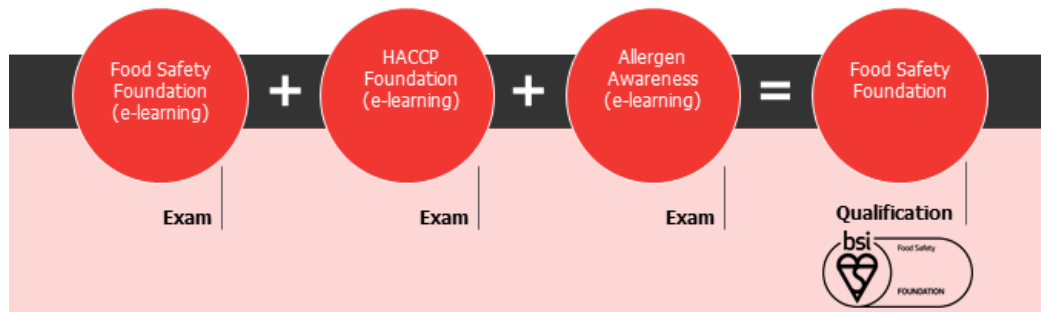 Food Safety
Foundation
(e-learning)
+
HACCP
Foundation
(e-learning)
+
Allergen
Awareness
(e-learning)
=
Food Safety
Foundation
Exam
Exam
Exam
Qualification
bsi
Food Safety
FOUNDATION